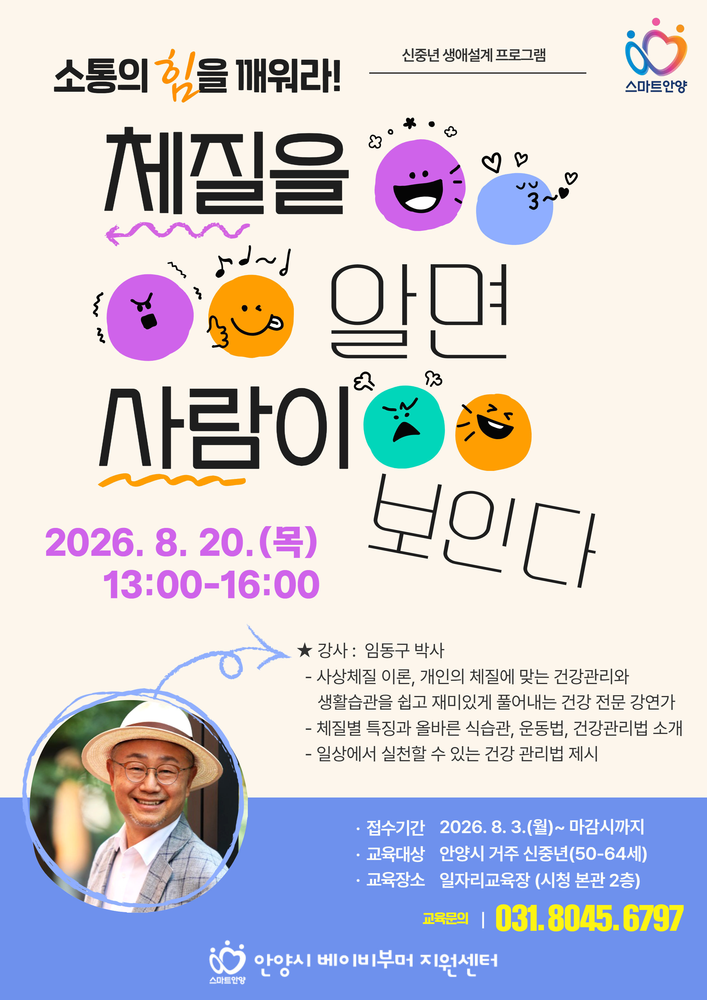 소통의 힘을 깨워라!
신중년 생애설계 프로그램
스마트안양
체질을
알면
사람이
보인다
2026. 8. 20.(목)
13:00-16:00
★ 강사 : 임동구 박사
- 사상체질 이론, 개인의 체질에 맞는 건강관리와
생활습관을 쉽고 재미있게 풀어내는 건강 전문 강연가
- 체질별 특징과 올바른 식습관, 운동법, 건강관리법 소개
- 일상에서 실천할 수 있는 건강 관리법 제시
· 접수기간 2026. 8. 3.(월)~ 마감시까지
· 교육대상 안양시 거주 신중년(50-64세)
· 교육장소 일자리교육장 (시청 본관 2층)
교육문의 | 031. 8045. 6797
스마트안양 안양시 베이비부머 지원센터